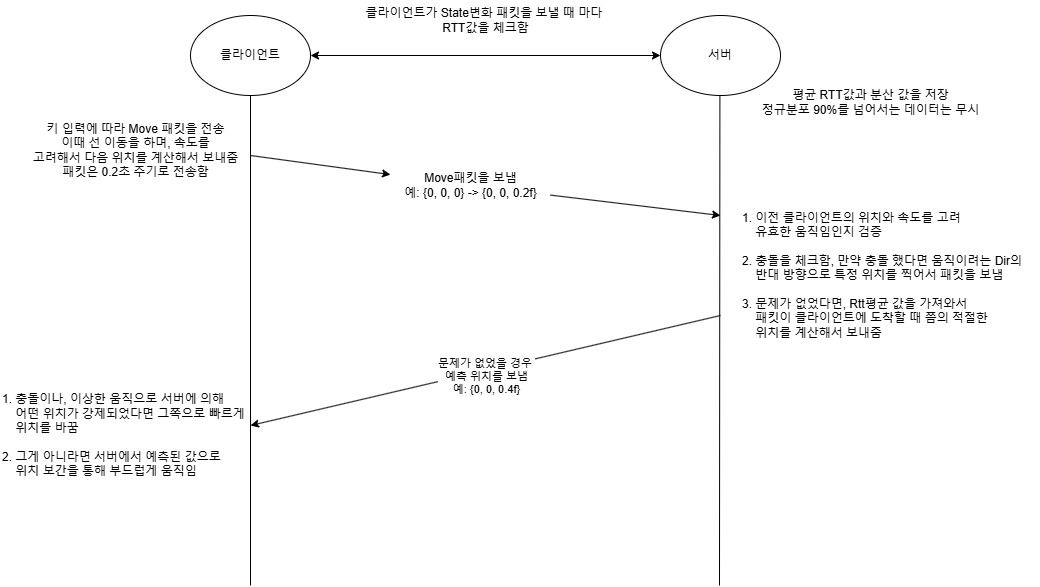 클라이언트가 State변화 패킷을 보낼 때 마다
RTT값을 체크함
클라이언트
서버
평균 RTT값과 분산 값을 저장
정규분포 90%를 넘어서는 데이터는 무시
키 입력에 따라 Move 패킷을 전송
이때 선 이동을 하며, 속도를
고려해서 다음 위치를 계산해서 보내줌
패킷은 0.2초 주기로 전송함
Move패킷을 보냄
예: {0, 0, 0} -> {0, 0, 0.2f}
1. 이전 클라이언트의 위치와 속도를 고려
유효한 움직임인지 검증
2. 충돌을 체크함, 만약 충돌 했다면 움직이려는 Dir의
반대 방향으로 특정 위치를 찍어서 패킷을 보냄
3. 문제가 없었다면, Rtt평균 값을 가져와서
패킷이 클라이언트에 도착할 때 쯤의 적절한
위치를 계산해서 보내줌
문제가 없었을 경우
예측 위치를 보냄
예: {0, 0, 0.4f}
1. 충돌이나, 이상한 움직으로 서버에 의해
어떤 위치가 강제되었다면 그쪽으로 빠르게
위치를 바꿈
2. 그게 아니라면 서버에서 예측된 값으로
위치 보간을 통해 부드럽게 움직임